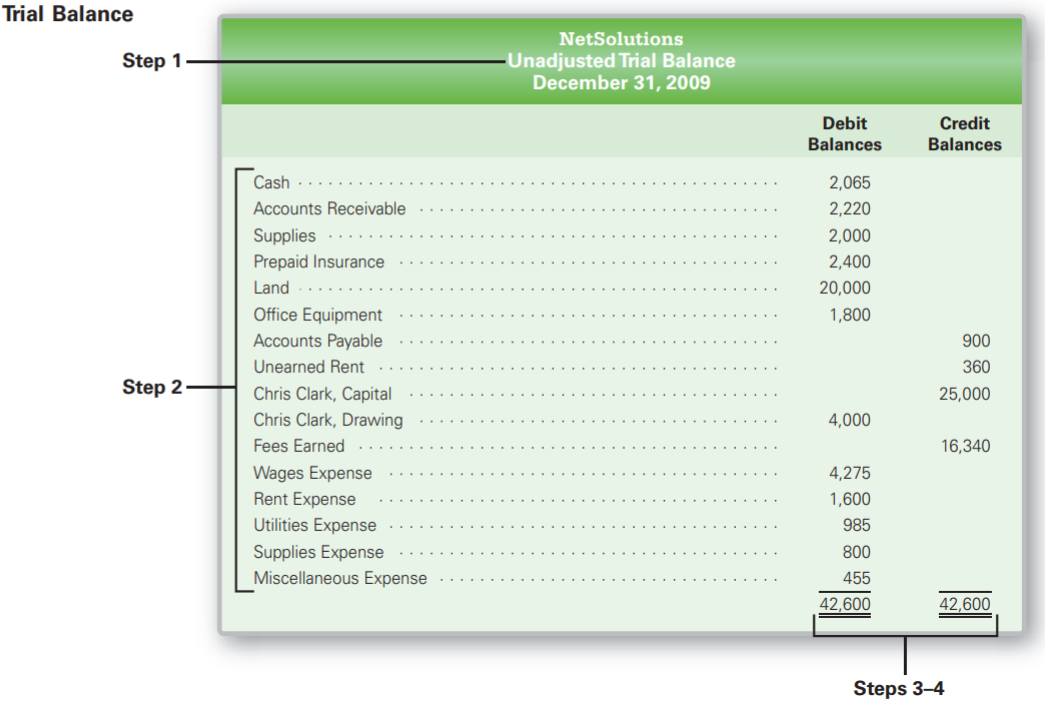 Trial Balance
NetSolutions
Step 1
Unadjusted Trial Balance
December 31, 2009
Debit Balances
Credit Balances
Cash 2,065
Accounts Receivable 2,220
Supplies 2,000
Prepaid Insurance 2,400
Land 20,000
Office Equipment 1,800
Accounts Payable 900
Unearned Rent 360
Step 2
Chris Clark, Capital 25,000
Chris Clark, Drawing 4,000
Fees Earned 16,340
Wages Expense 4,275
Rent Expense 1,600
Utilities Expense 985
Supplies Expense 800
Miscellaneous Expense 455
42,600 42,600
Steps 3–4